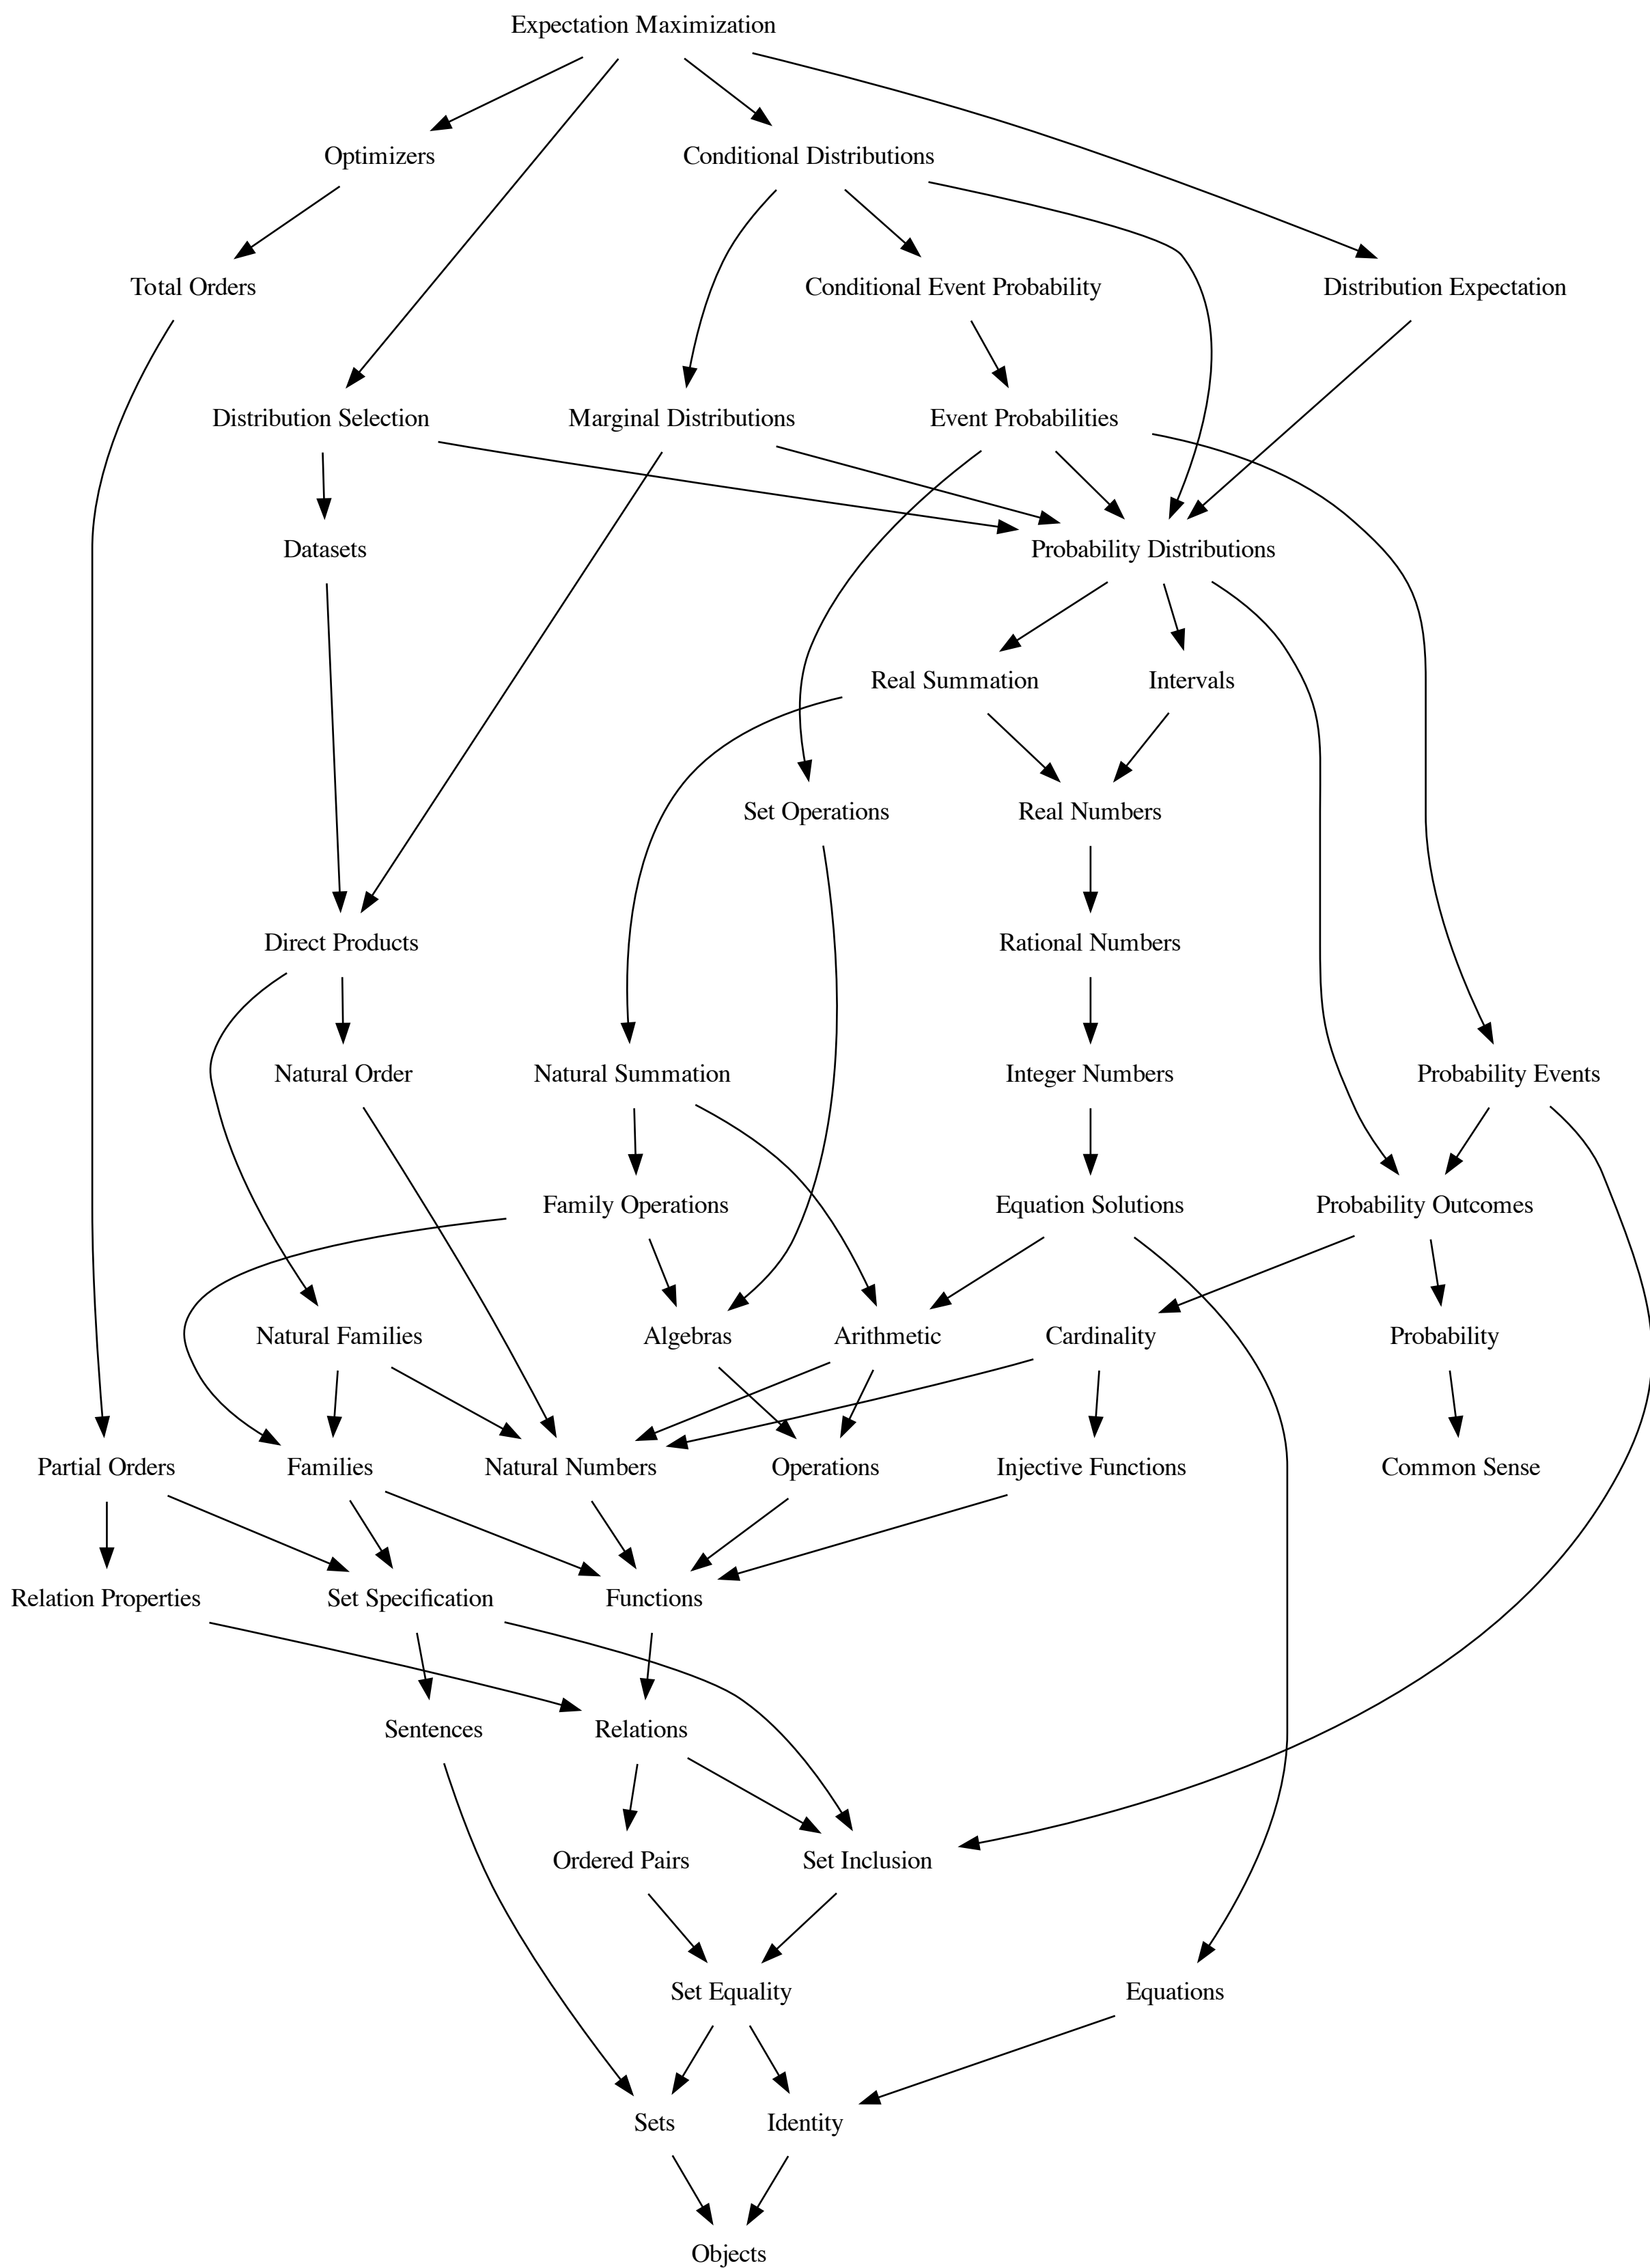 Expectation Maximization
Optimizers
Conditional Distributions
Total Orders
Conditional Event Probability
Distribution Expectation
Distribution Selection
Marginal Distributions
Event Probabilities
Datasets
Probability Distributions
Real Summation
Intervals
Set Operations
Real Numbers
Direct Products
Rational Numbers
Natural Order
Natural Summation
Integer Numbers
Probability Events
Family Operations
Equation Solutions
Probability Outcomes
Natural Families
Algebras
Arithmetic
Cardinality
Probability
Partial Orders
Families
Natural Numbers
Operations
Injective Functions
Common Sense
Relation Properties
Set Specification
Functions
Sentences
Relations
Ordered Pairs
Set Inclusion
Set Equality
Equations
Sets
Identity
Objects